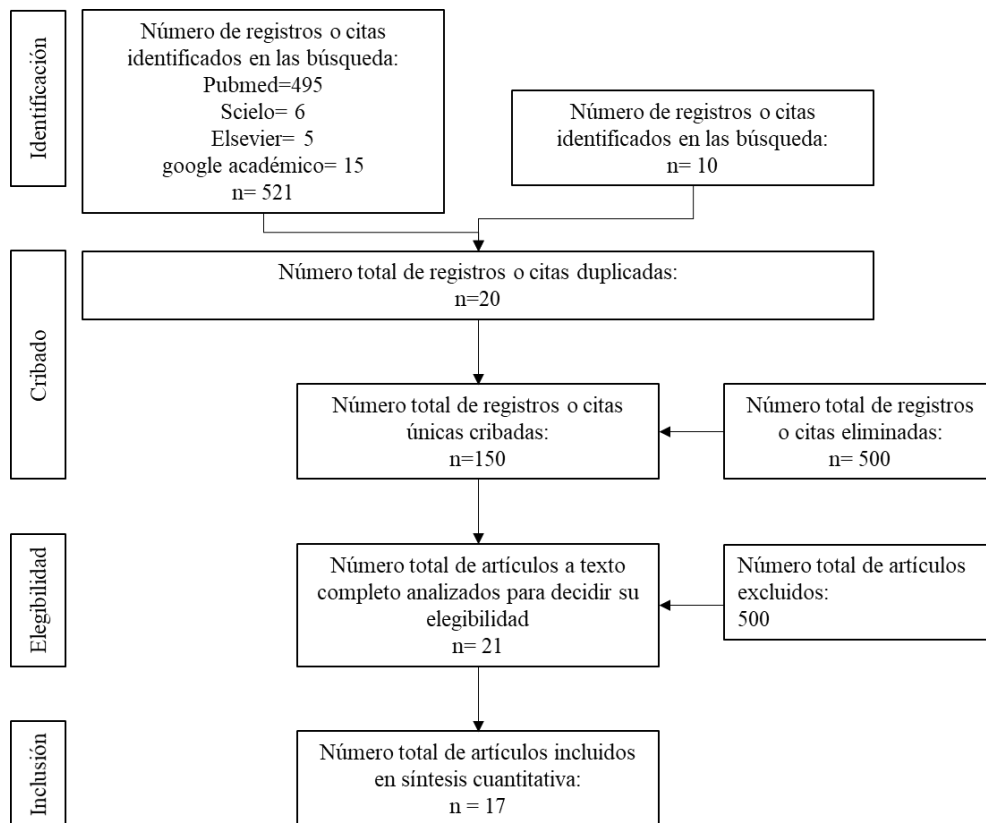 Identificación
Número de registros o citas
identificados en las búsqueda:
Pubmed=495
Scielo= 6
Elsevier= 5
google académico= 15
n= 521
Número de registros o citas
identificados en las búsqueda:
n= 10
Cribado
Número total de registros o citas duplicadas:
n=20
Número total de registros o citas
únicas cribadas:
n=150
Número total de registros
o citas eliminadas:
n= 500
Elegibilidad
Número total de artículos a texto
completo analizados para decidir su
elegibilidad
n= 21
Número total de artículos
excluidos:
500
Inclusión
Número total de artículos incluidos
en síntesis cuantitativa:
n = 17